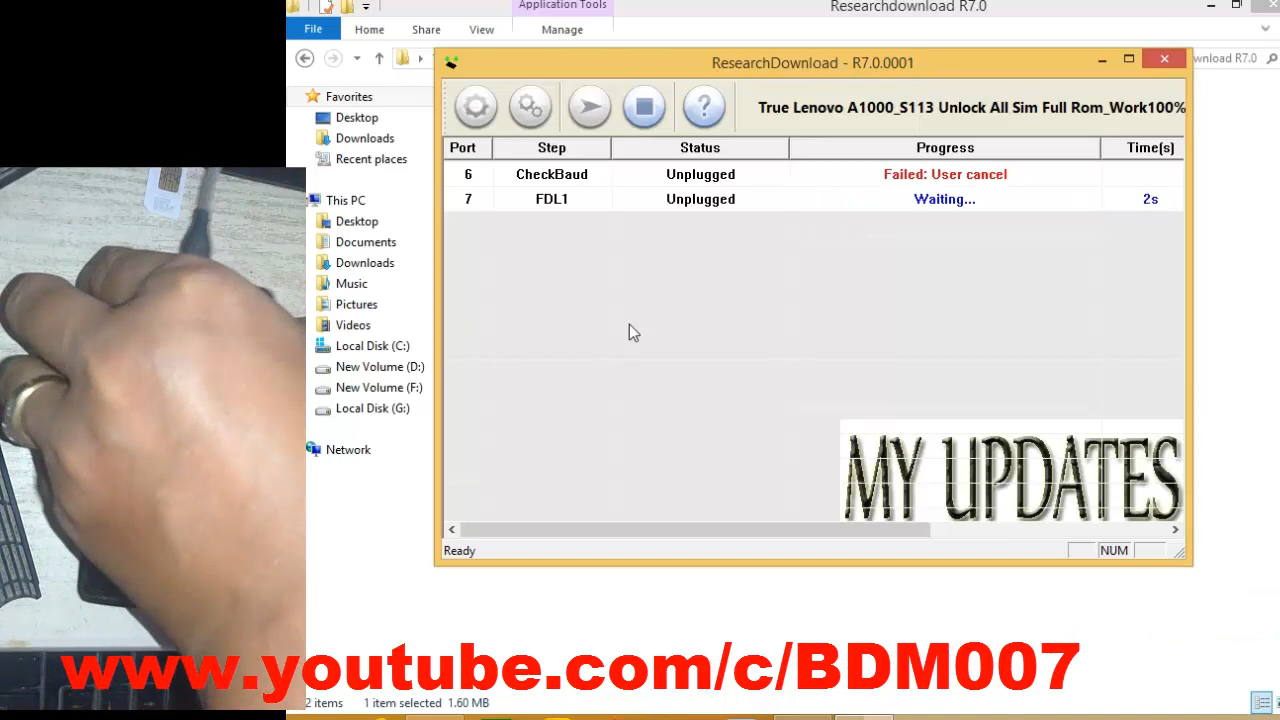 Application Tools
Researchdownload R7.0
File Home Share View Manage
wnload R7.0
ResearchDownload - R7.0.0001
True Lenovo A1000_S113 Unlock All Sim Full Rom_Work100%
Port Step Status Progress Time(s)
6 CheckBaud Unplugged Failed: User cancel
7 FDL1 Unplugged Waiting... 2s
Favorites
Desktop
Downloads
Recent places
This PC
Desktop
Documents
Downloads
Music
Pictures
Videos
Local Disk (C:)
New Volume (D:)
New Volume (F:)
Local Disk (G:)
Network
MY UPDATES
Ready NUM
www.youtube.com/c/BDM007
2 items 1 item selected 1.60 MB